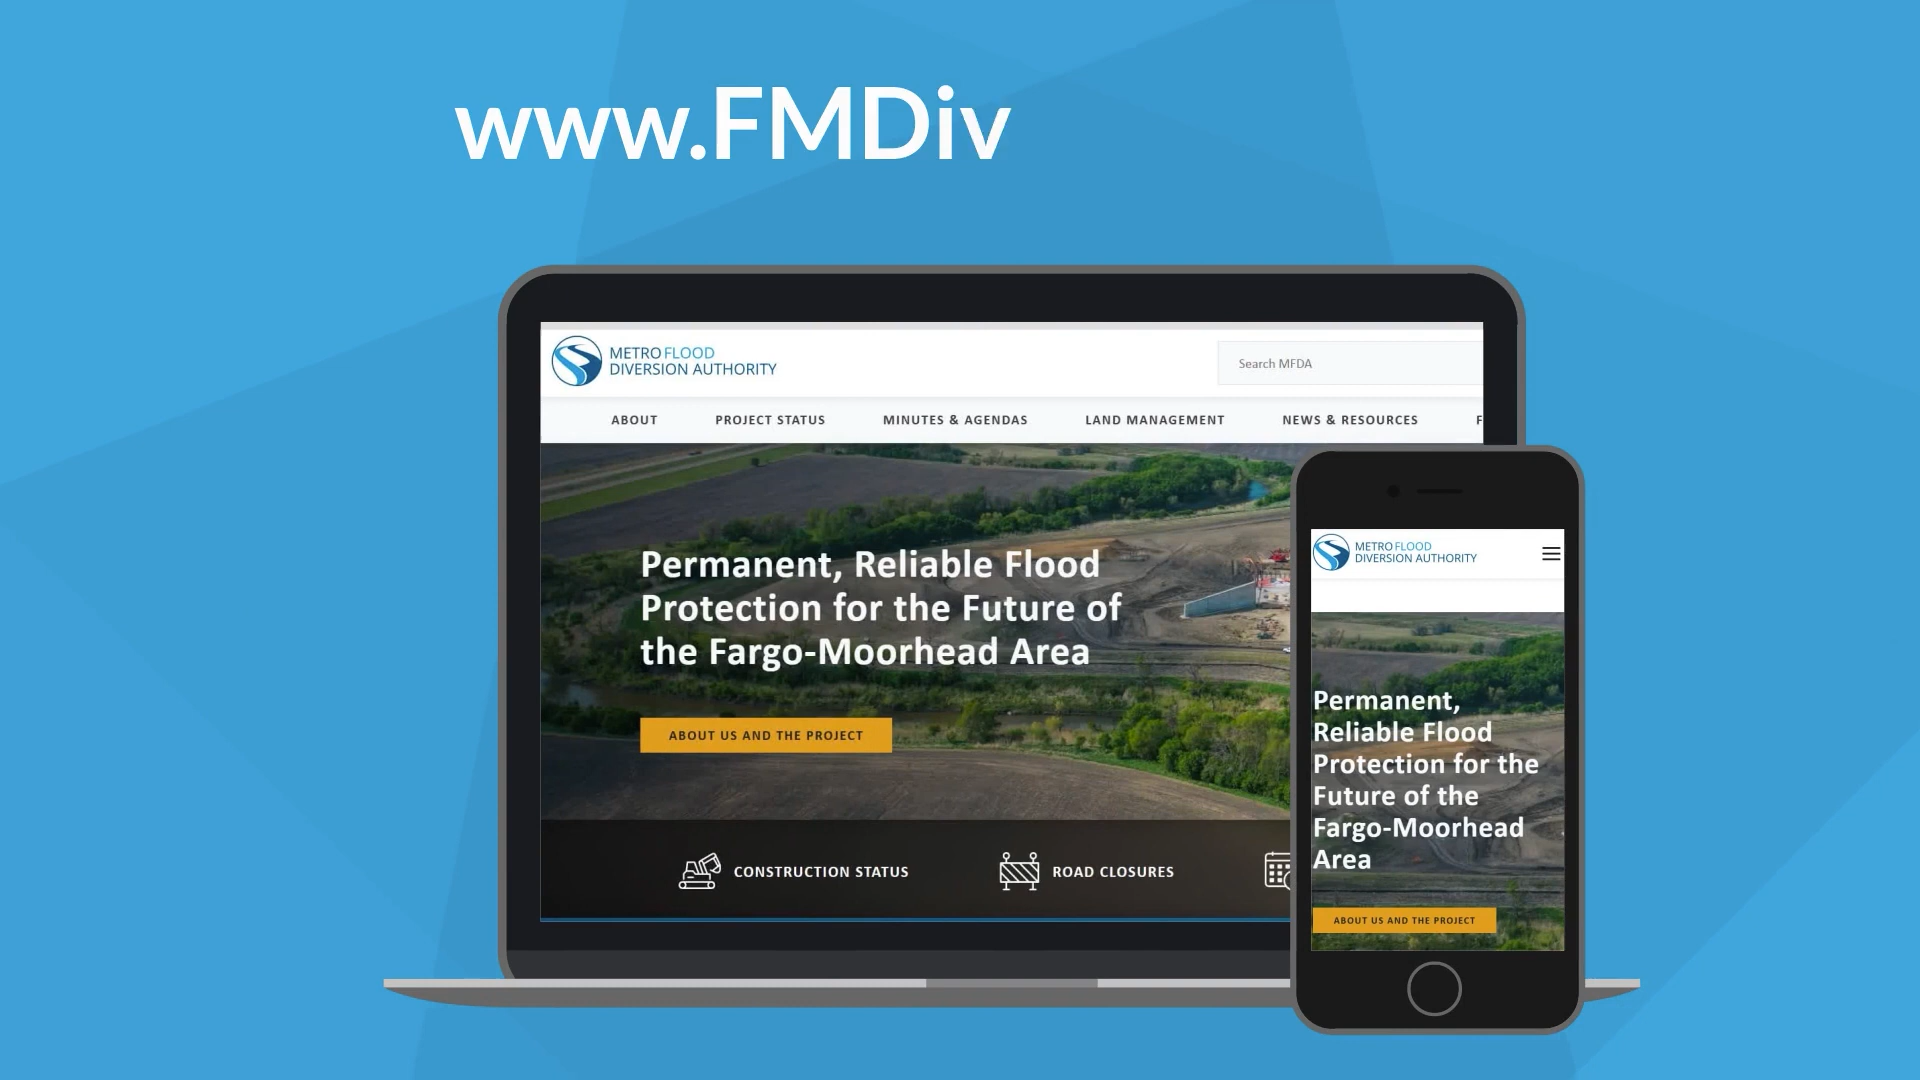 www.FMDiv
METRO FLOOD
DIVERSION AUTHORITY
Search MFDA
ABOUT PROJECT STATUS MINUTES & AGENDAS LAND MANAGEMENT NEWS & RESOURCES F
Permanent, Reliable Flood
Protection for the Future of
the Fargo-Moorhead Area
ABOUT US AND THE PROJECT
CONSTRUCTION STATUS ROAD CLOSURES
METRO FLOOD
DIVERSION AUTHORITY
Permanent,
Reliable Flood
Protection for the
Future of the
Fargo-Moorhead
Area
ABOUT US AND THE PROJECT